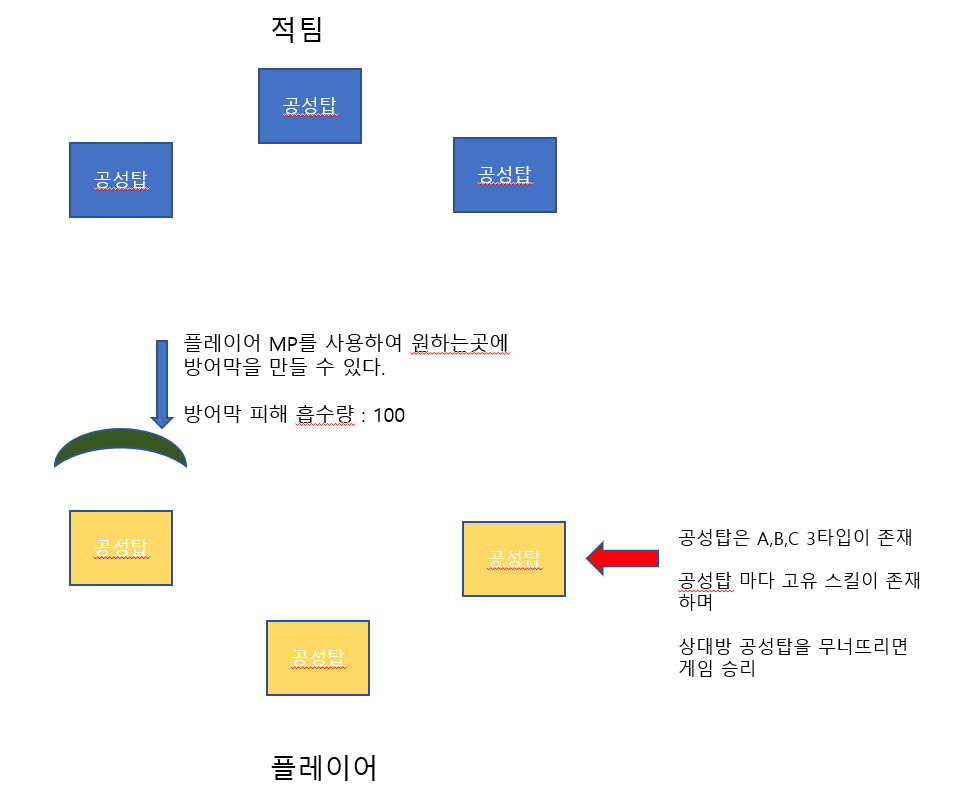 적팀
공성탑
공성탑
공성탑
플레이어 MP를 사용하여 원하는곳에
방어막을 만들 수 있다.
방어막 피해 흡수량 : 100
공성탑
공성탑
공성탑
공성탑은 A,B,C 3타입이 존재
공성탑 마다 고유 스킬이 존재
하며
상대방 공성탑을 무너뜨리면
게임 승리
플레이어